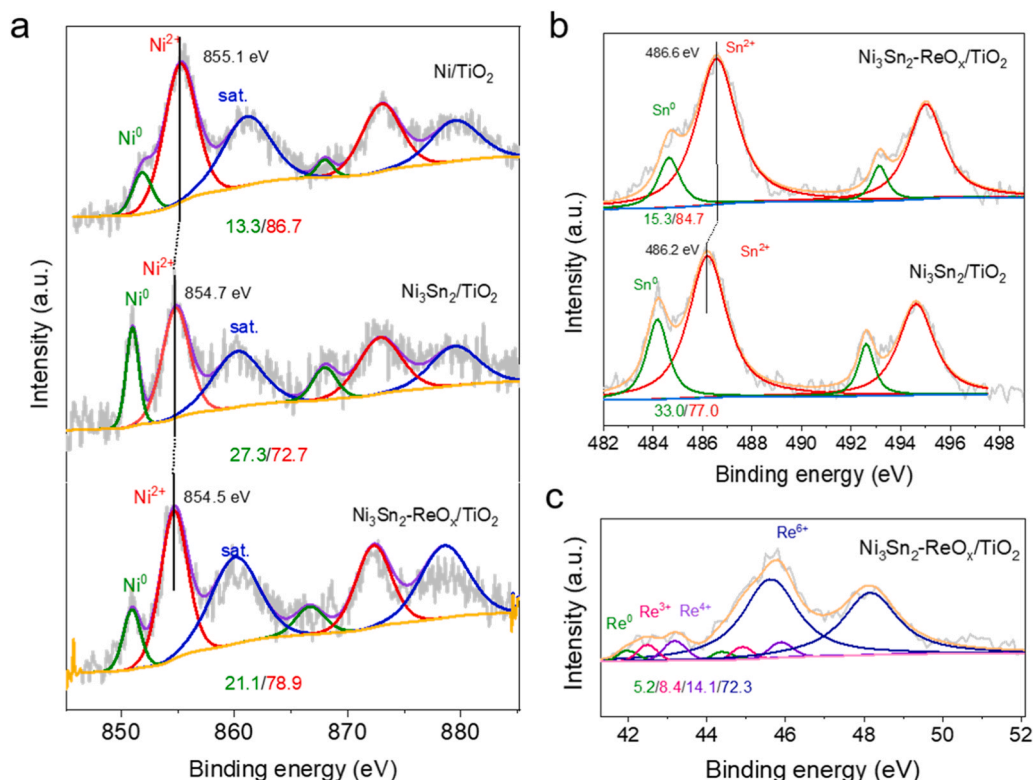 a
Ni2+
855.1 eV
Ni/TiO2
sat.
Ni0
13.3/86.7
Ni2+
854.7 eV
Ni3Sn2/TiO2
Ni0
sat.
27.3/72.7
Ni2+
854.5 eV
Ni3Sn2-ReOx/TiO2
sat.
Ni0
21.1/78.9
850 860 870 880
Binding energy (eV)
Intensity (a.u.)
b
486.6 eV
Sn2+
Ni3Sn2-ReOx/TiO2
Sn0
15.3/84.7
486.2 eV
Sn2+
Ni3Sn2/TiO2
Sn0
33.0/77.0
482 484 486 488 490 492 494 496 498
Binding energy (eV)
Intensity (a.u.)
c
Re6+
Ni3Sn2-ReOx/TiO2
Re0 Re3+ Re4+
5.2/8.4/14.1/72.3
42 44 46 48 50 52
Binding energy (eV)
Intensity (a.u.)